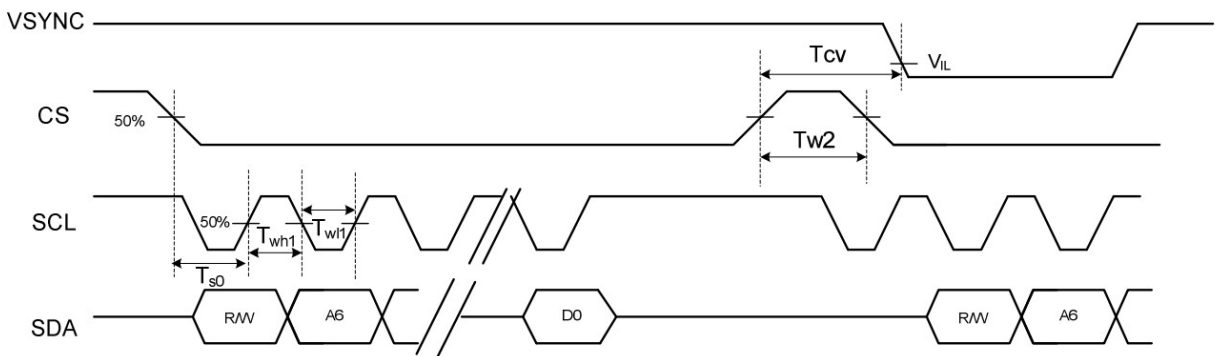 VSYNC
Tcv
VIL
CS
50%
Tw2
SCL
50%
Twh1
Twl1
Ts0
SDA
R/W
A6
D0
R/W
A6